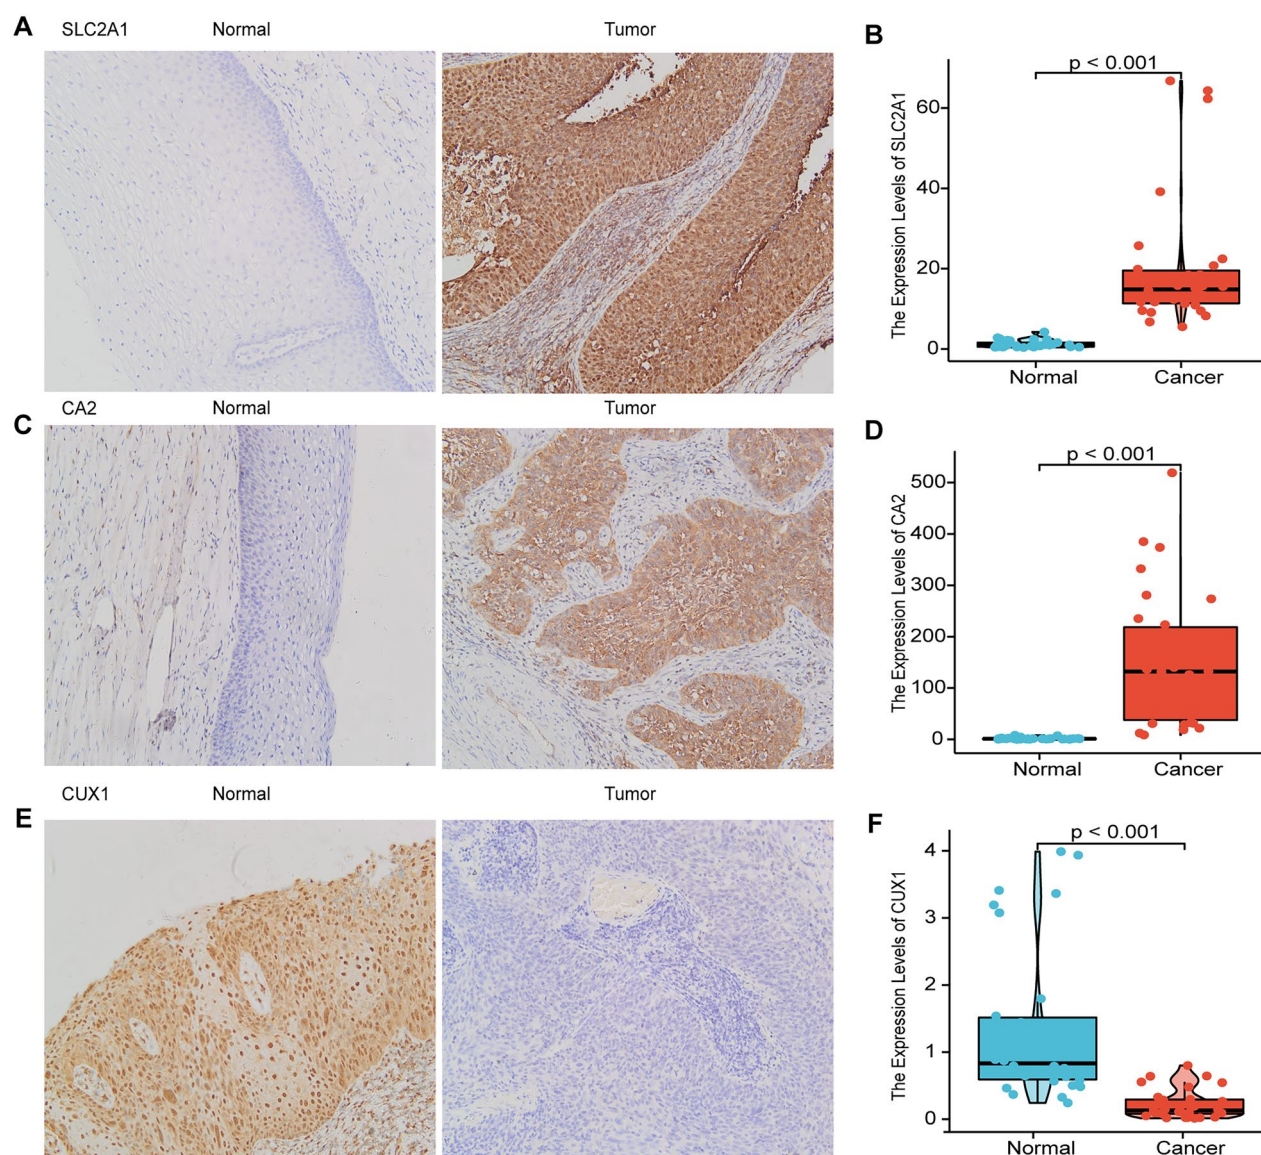 A SLC2A1 Normal Tumor
B
p < 0.001
The Expression Levels of SLC2A1
60
40
20
0
Normal Cancer
C CA2 Normal Tumor
D
p < 0.001
The Expression Levels of CA2
500
400
300
200
100
0
Normal Cancer
E CUX1 Normal Tumor
F
p < 0.001
The Expression Levels of CUX1
4
3
2
1
0
Normal Cancer